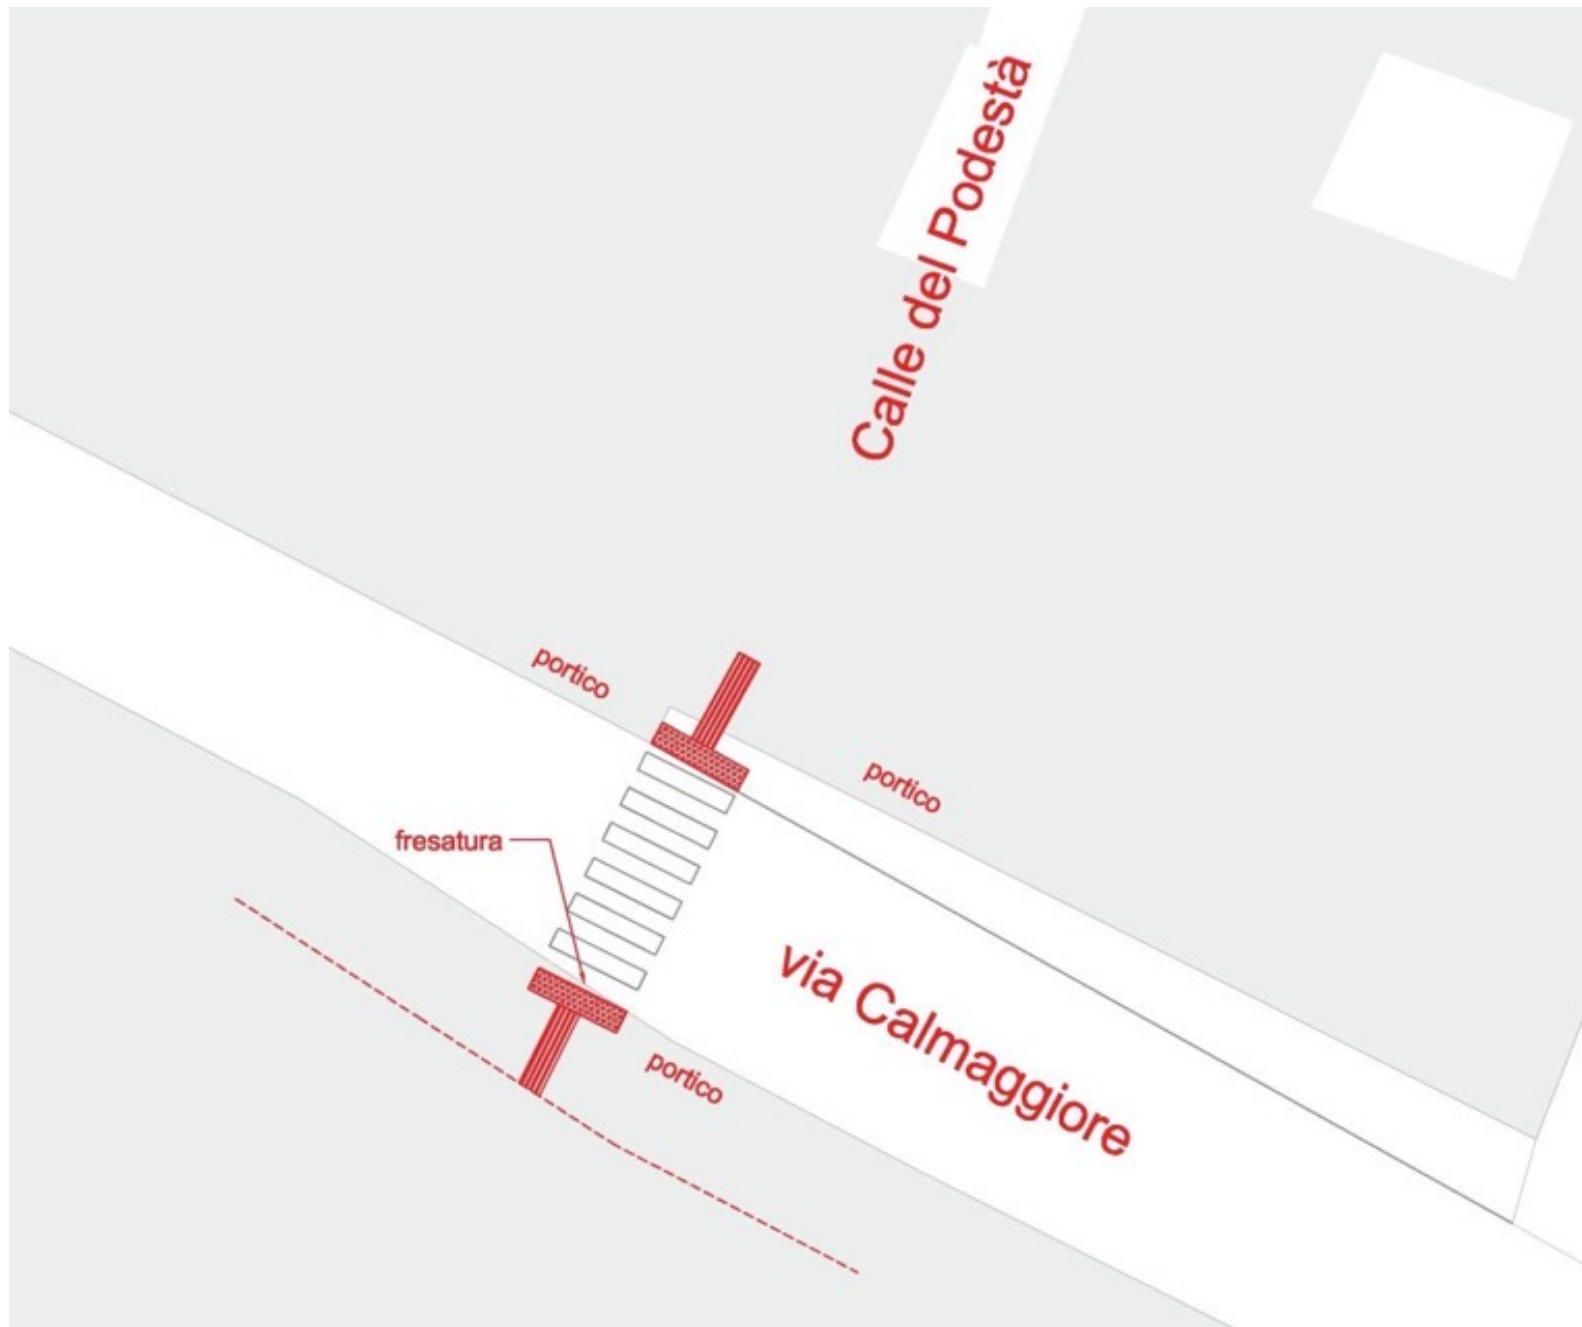 Calle del Podestà
portico
portico
fresatura
via Calmaggiore
portico